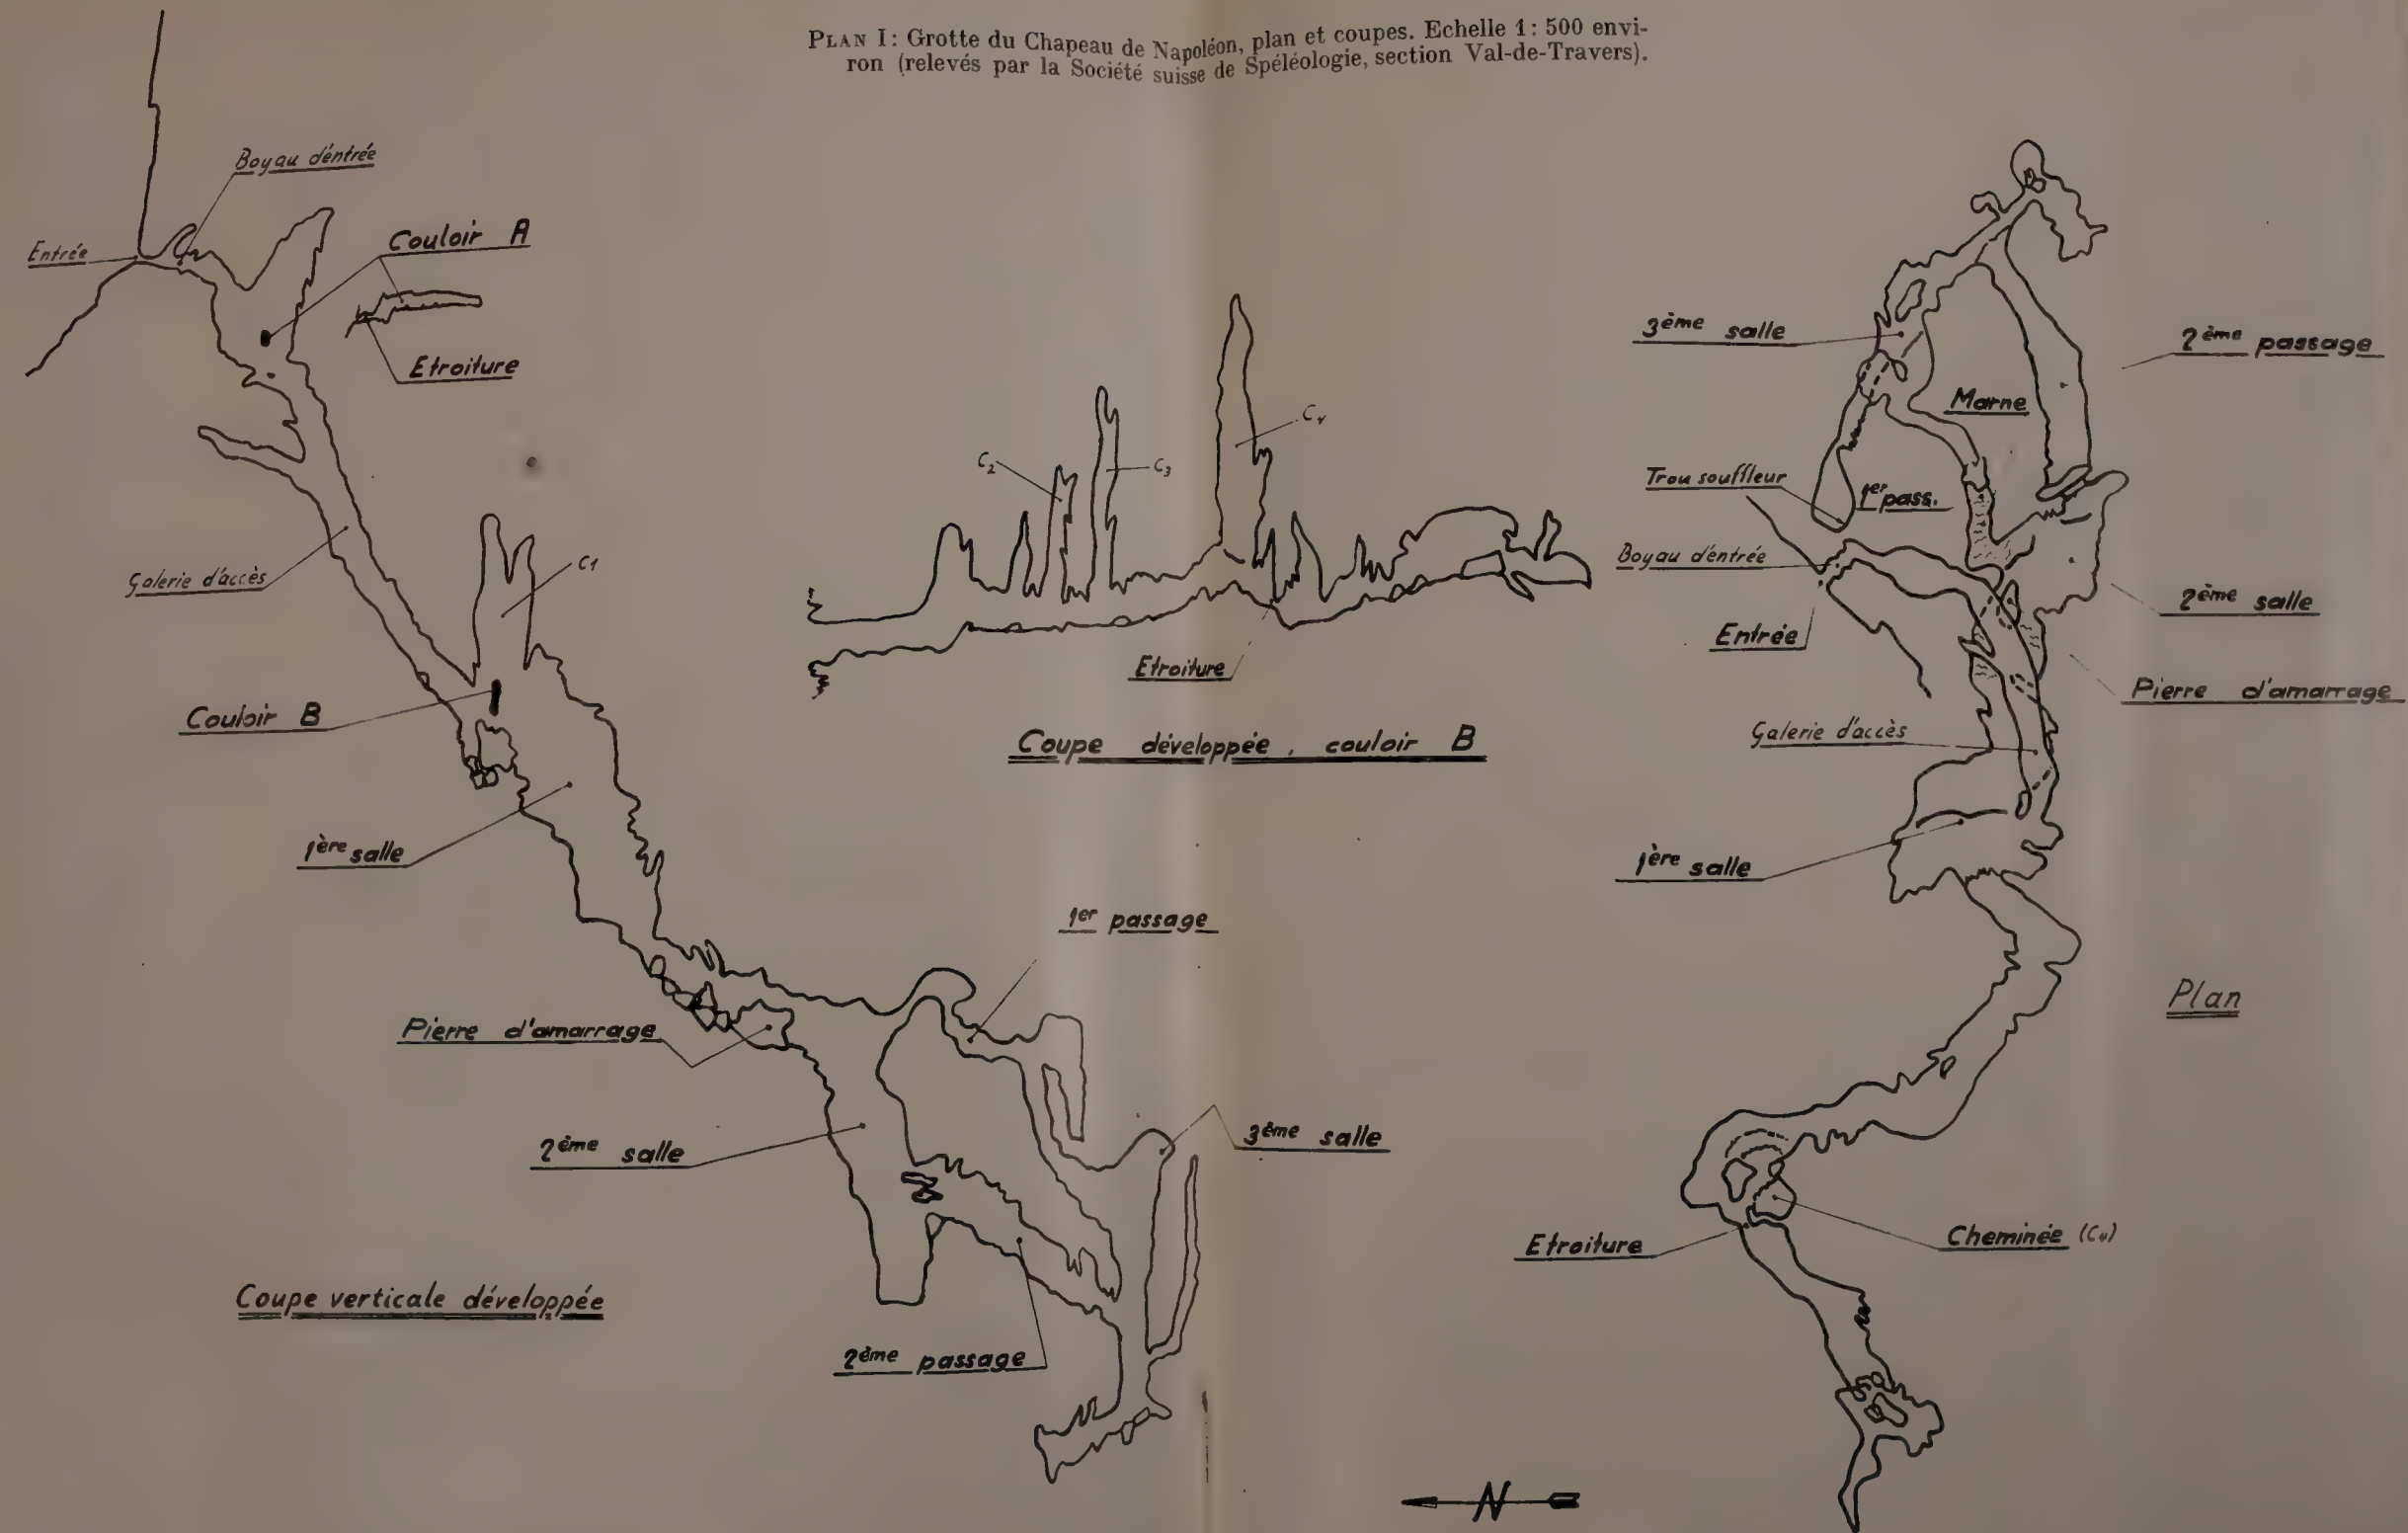 PLAN I: Grotte du Chapeau de Napoléon, plan et coupes. Echelle 1: 500 envi-
ron (relevés par la Société suisse de Spéléologie, section Val-de-Travers).
Boyau d'éntrée
Entrée
Couloir A
Etroiture
Galerie d'accès
C1
Couloir B
1ère salle
Pierre d'amarrage
2ème salle
1er passage
3ème salle
2ème passage
Coupe verticale développée
C2
C3
C4
Etroiture
Coupe développée, couloir B
3ème salle
2ème passage
Marne
Trou souffleur
1er pass.
Boyau d'éntrée
Entrée
2ème salle
Pierre d'amarrage
Galerie d'accès
1ère salle
Plan
Etroiture
Cheminée (C4)
N